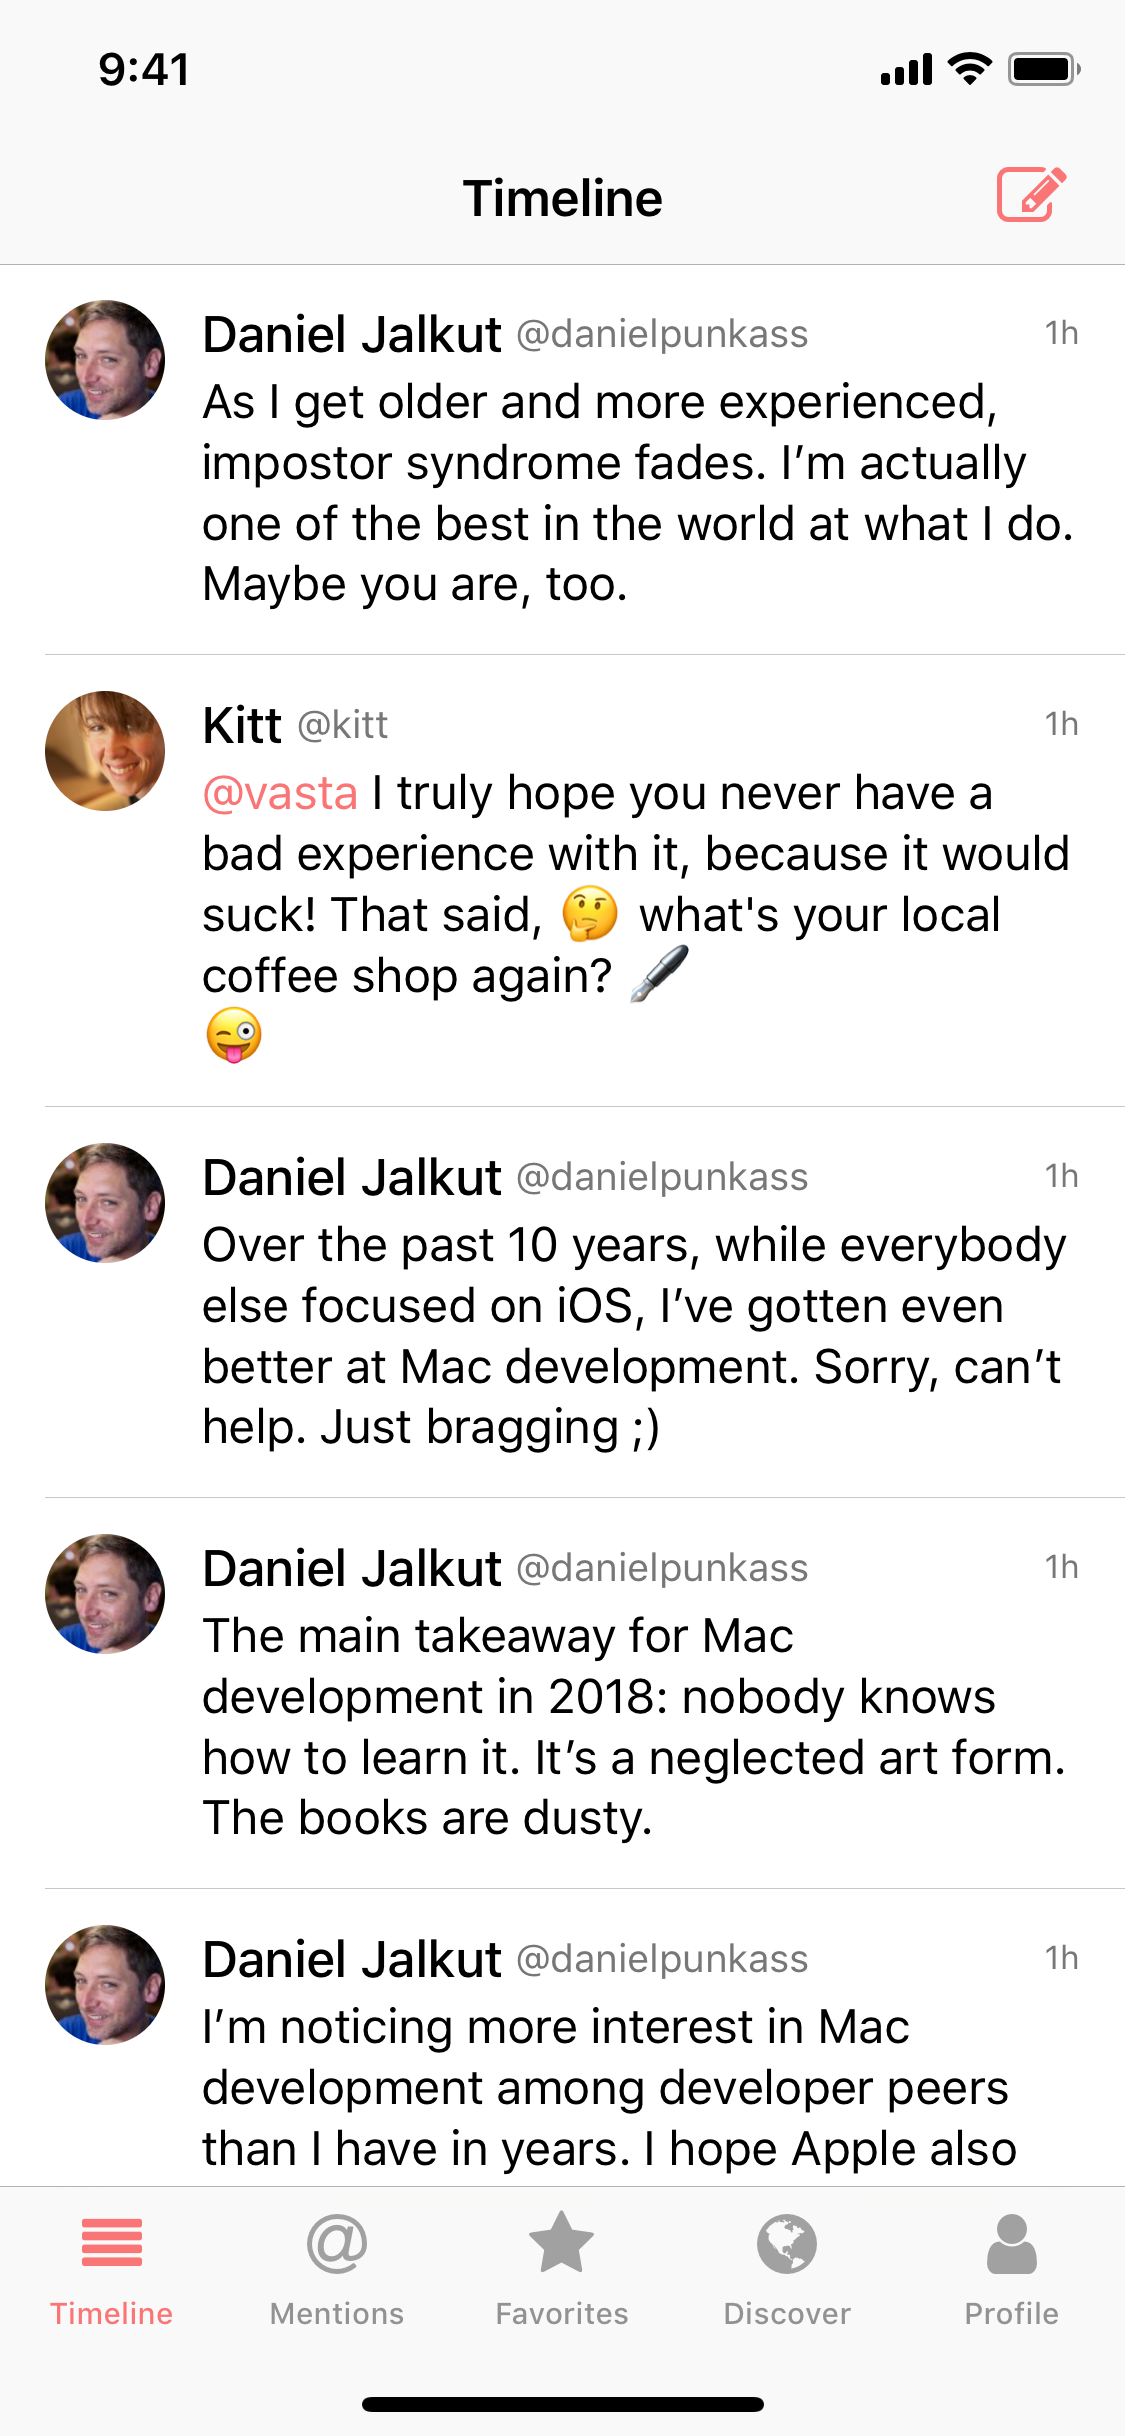 9:41
Timeline
Daniel Jalkut @danielpunkass 1h
As I get older and more experienced,
impostor syndrome fades. I’m actually
one of the best in the world at what I do.
Maybe you are, too.
Kitt @kitt 1h
@vasta I truly hope you never have a
bad experience with it, because it would
suck! That said, 🤔 what's your local
coffee shop again? 🖋
😜
Daniel Jalkut @danielpunkass 1h
Over the past 10 years, while everybody
else focused on iOS, I’ve gotten even
better at Mac development. Sorry, can’t
help. Just bragging ;)
Daniel Jalkut @danielpunkass 1h
The main takeaway for Mac
development in 2018: nobody knows
how to learn it. It’s a neglected art form.
The books are dusty.
Daniel Jalkut @danielpunkass 1h
I’m noticing more interest in Mac
development among developer peers
than I have in years. I hope Apple also
Timeline Mentions Favorites Discover Profile